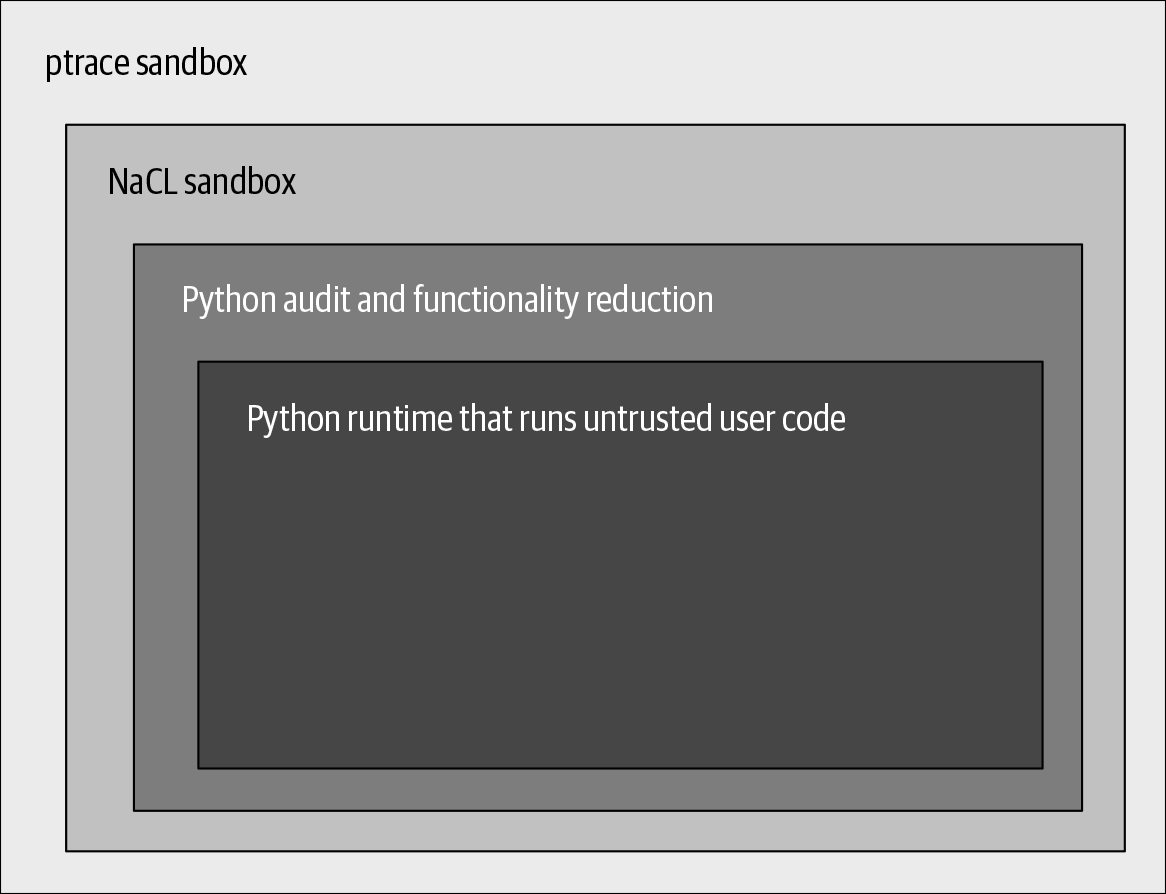 ptrace sandbox
NaCL sandbox
Python audit and functionality reduction
Python runtime that runs untrusted user code